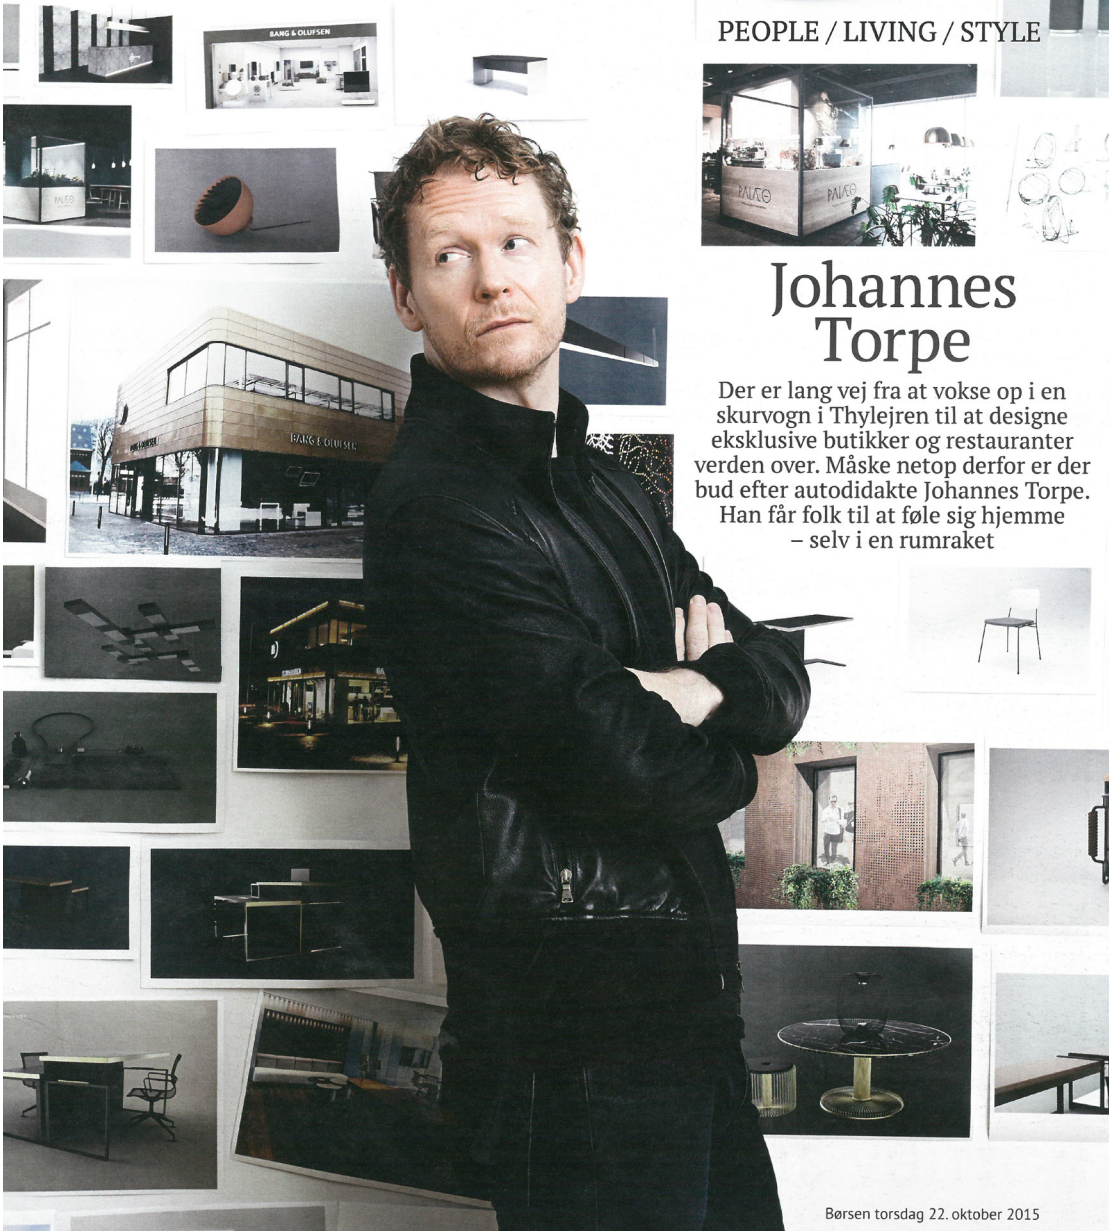 BANG & OLUFSEN
PEOPLE / LIVING / STYLE
PALÆO
PALÆO
PALÆO
Johannes
Torpe
Der er lang vej fra at vokse op i en
skurvogn i Thylejren til at designe
eksklusive butikker og restauranter
verden over. Måske netop derfor er der
bud efter autodidakte Johannes Torpe.
Han får folk til at føle sig hjemme
– selv i en rumraket
BANG & OLUFSEN
BANG & OLUFSEN
Børsen torsdag 22. oktober 2015